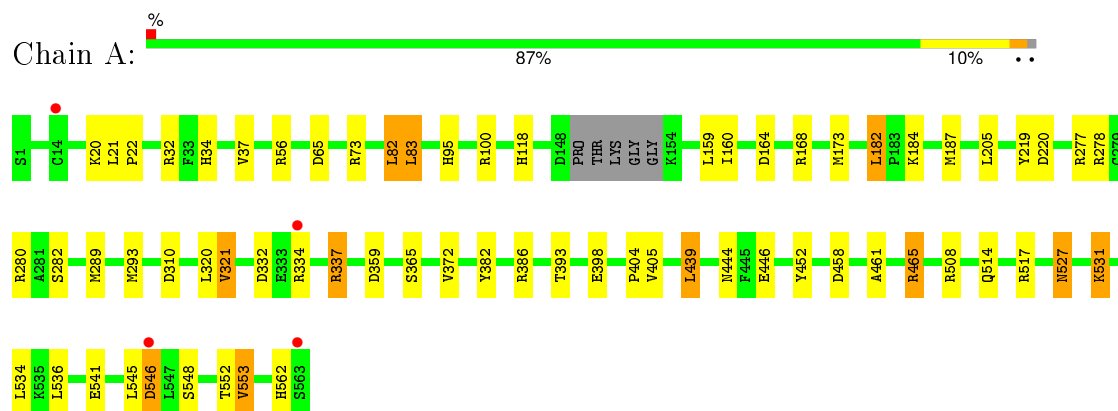 %
Chain A:
87% 10% • •
S1 C14 K20 L21 P22 R32 F33 H34 V37 R56 D65 R73 L82 L83 H95 R100 H118 D148 PRO THR LYS GLY GLY K154 L159 I160 D164 R168 M173 L182 P183 K184 M187 L205 Y219 D220 R277 R278 G279
R280 A281 S282 M289 M293 D310 L320 V321 D332 E333 R334 R337 D359 S365 V372 Y382 R386 T393 E398 P404 V405 L439 N444 F445 E446 Y452 D458 A461 R465 R508 Q514 R517 N527 K531
L534 K535 L536 E541 L545 D546 L547 S548 T552 V553 H562 S563